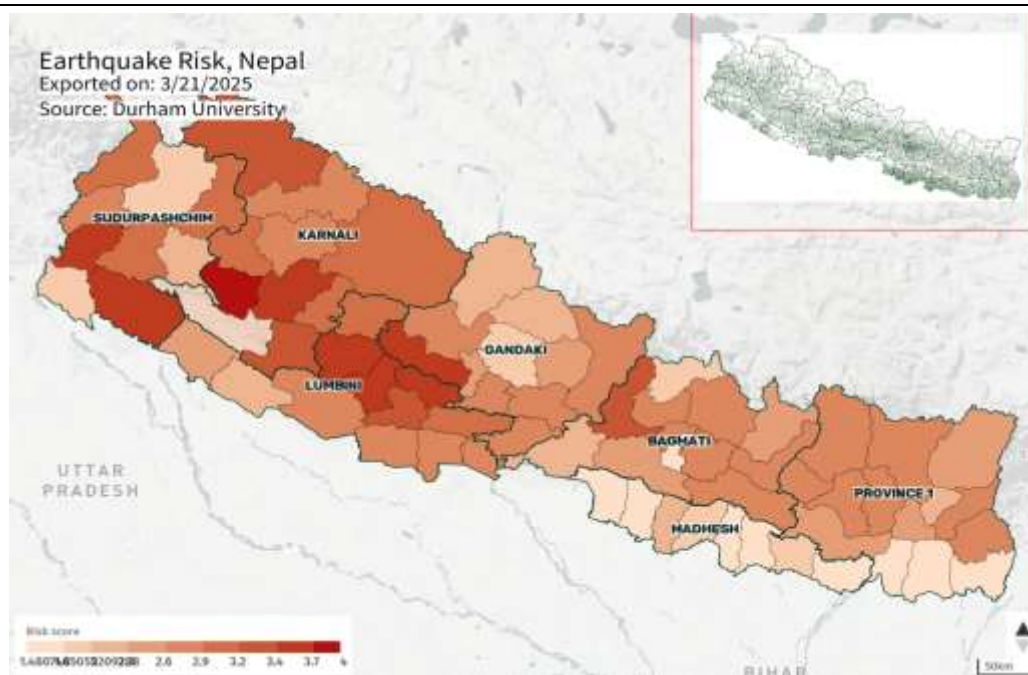 Earthquake Risk, Nepal
Exported on: 3/21/2025
Source: Durham University
SUDURPASHCHIM
KARNALI
GANDAKI
LUMBINI
BAGMATI
UTTAR
PRADESH
PROVINCE 1
MADHESH
Risk score
2.6 2.9 3.2 3.4 3.7 4
50km
BIHAR